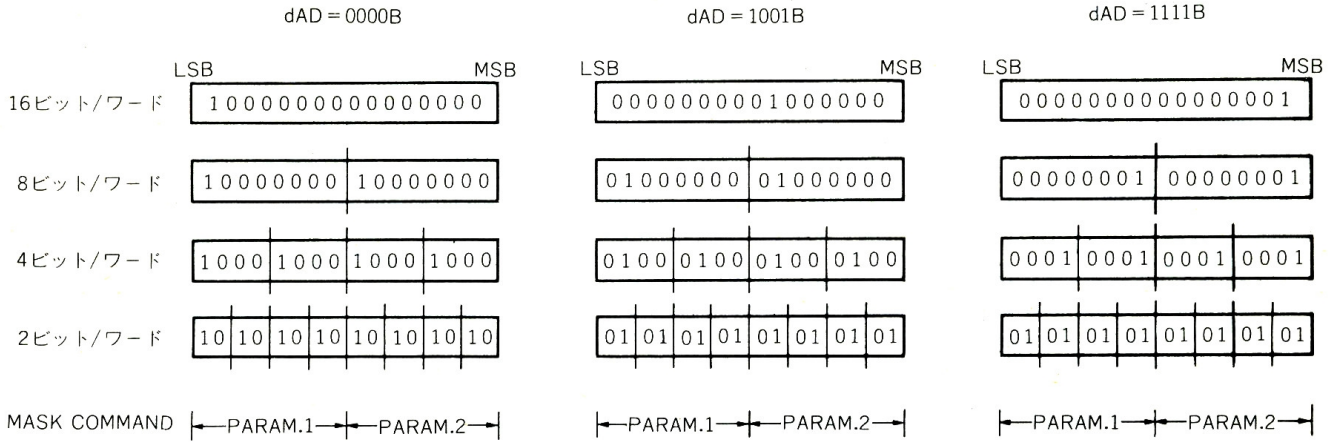 dAD = 0000B dAD = 1001B dAD = 1111B
LSB MSB LSB MSB LSB MSB
16ビット/ワード 1000000000000000 0000000001000000 0000000000000001
8ビット/ワード 10000000 10000000 01000000 01000000 00000001 00000001
4ビット/ワード 1000 1000 1000 1000 0100 0100 0100 0100 0001 0001 0001 0001
2ビット/ワード 10 10 10 10 10 10 10 10 01 01 01 01 01 01 01 01 01 01 01 01 01 01 01 01
MASK COMMAND PARAM.1 PARAM.2 PARAM.1 PARAM.2 PARAM.1 PARAM.2